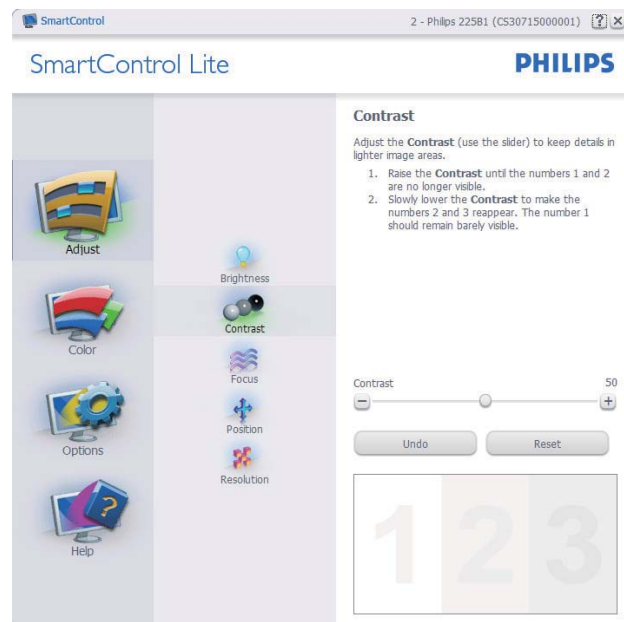 SmartControl
2 - Philips 225B1 (CS30715000001)
?
SmartControl Lite
PHILIPS
Adjust
Color
Options
Help
Brightness
Contrast
Focus
Position
Resolution
Contrast
Adjust the Contrast (use the slider) to keep details in
lighter image areas.
1. Raise the Contrast until the numbers 1 and 2
are no longer visible.
2. Slowly lower the Contrast to make the
numbers 2 and 3 reappear. The number 1
should remain barely visible.
Contrast 50
Undo Reset
1 2 3